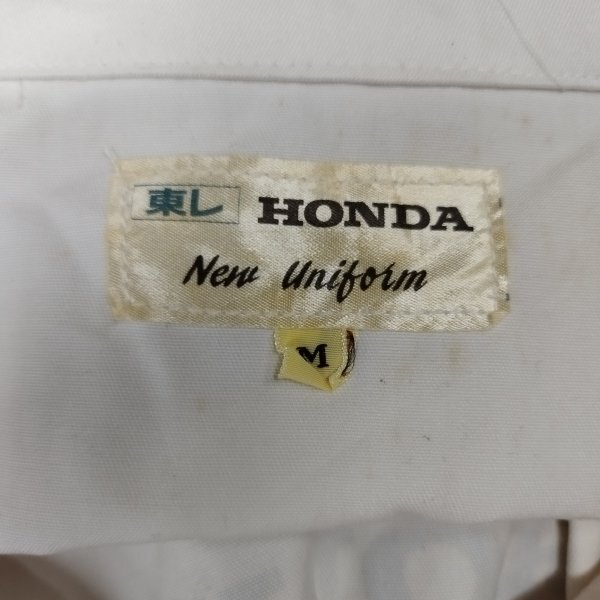 東レ HONDA
New Uniform
M